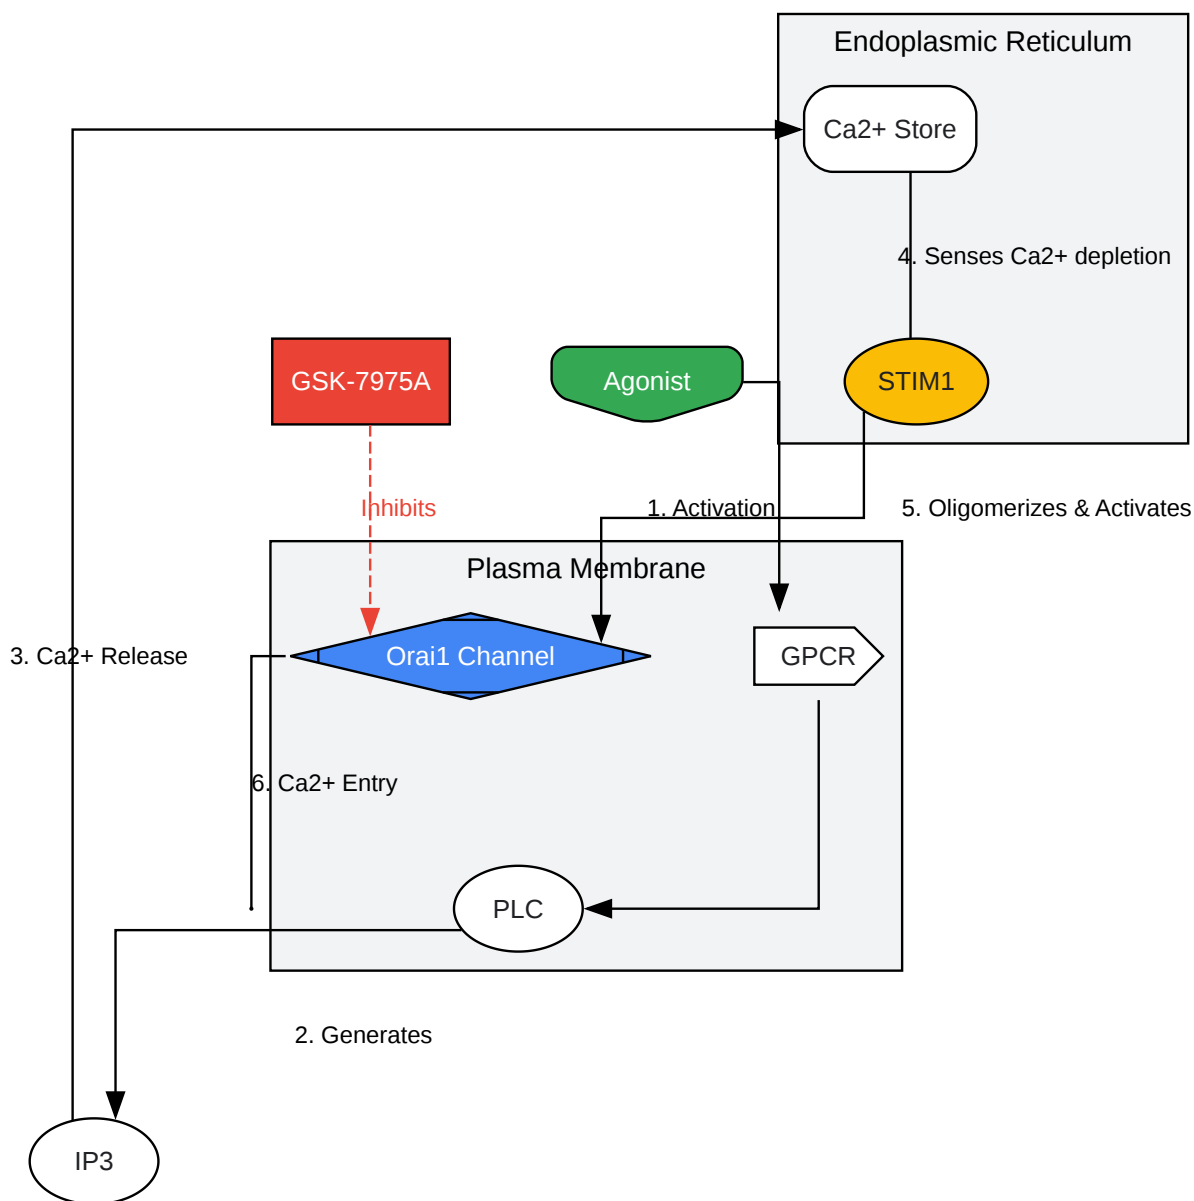 Endoplasmic Reticulum
Ca2+ Store
4. Senses Ca2+ depletion
GSK-7975A
Agonist
STIM1
Inhibits
1. Activation
5. Oligomerizes & Activates
Plasma Membrane
3. Ca2+ Release
Orai1 Channel
GPCR
6. Ca2+ Entry
PLC
2. Generates
IP3